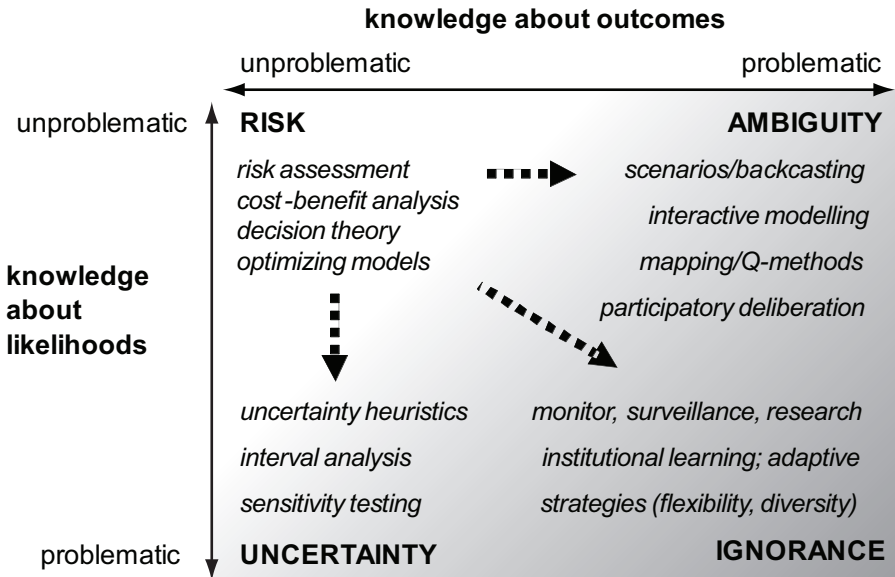 knowledge about outcomes
unproblematic
problematic
unproblematic
RISK
AMBIGUITY
risk assessment
cost-benefit analysis
decision theory
optimizing models
scenarios/backcasting
interactive modelling
mapping/Q-methods
participatory deliberation
knowledge
about
likelihoods
uncertainty heuristics
interval analysis
sensitivity testing
monitor, surveillance, research
institutional learning; adaptive
strategies (flexibility, diversity)
problematic
UNCERTAINTY
IGNORANCE